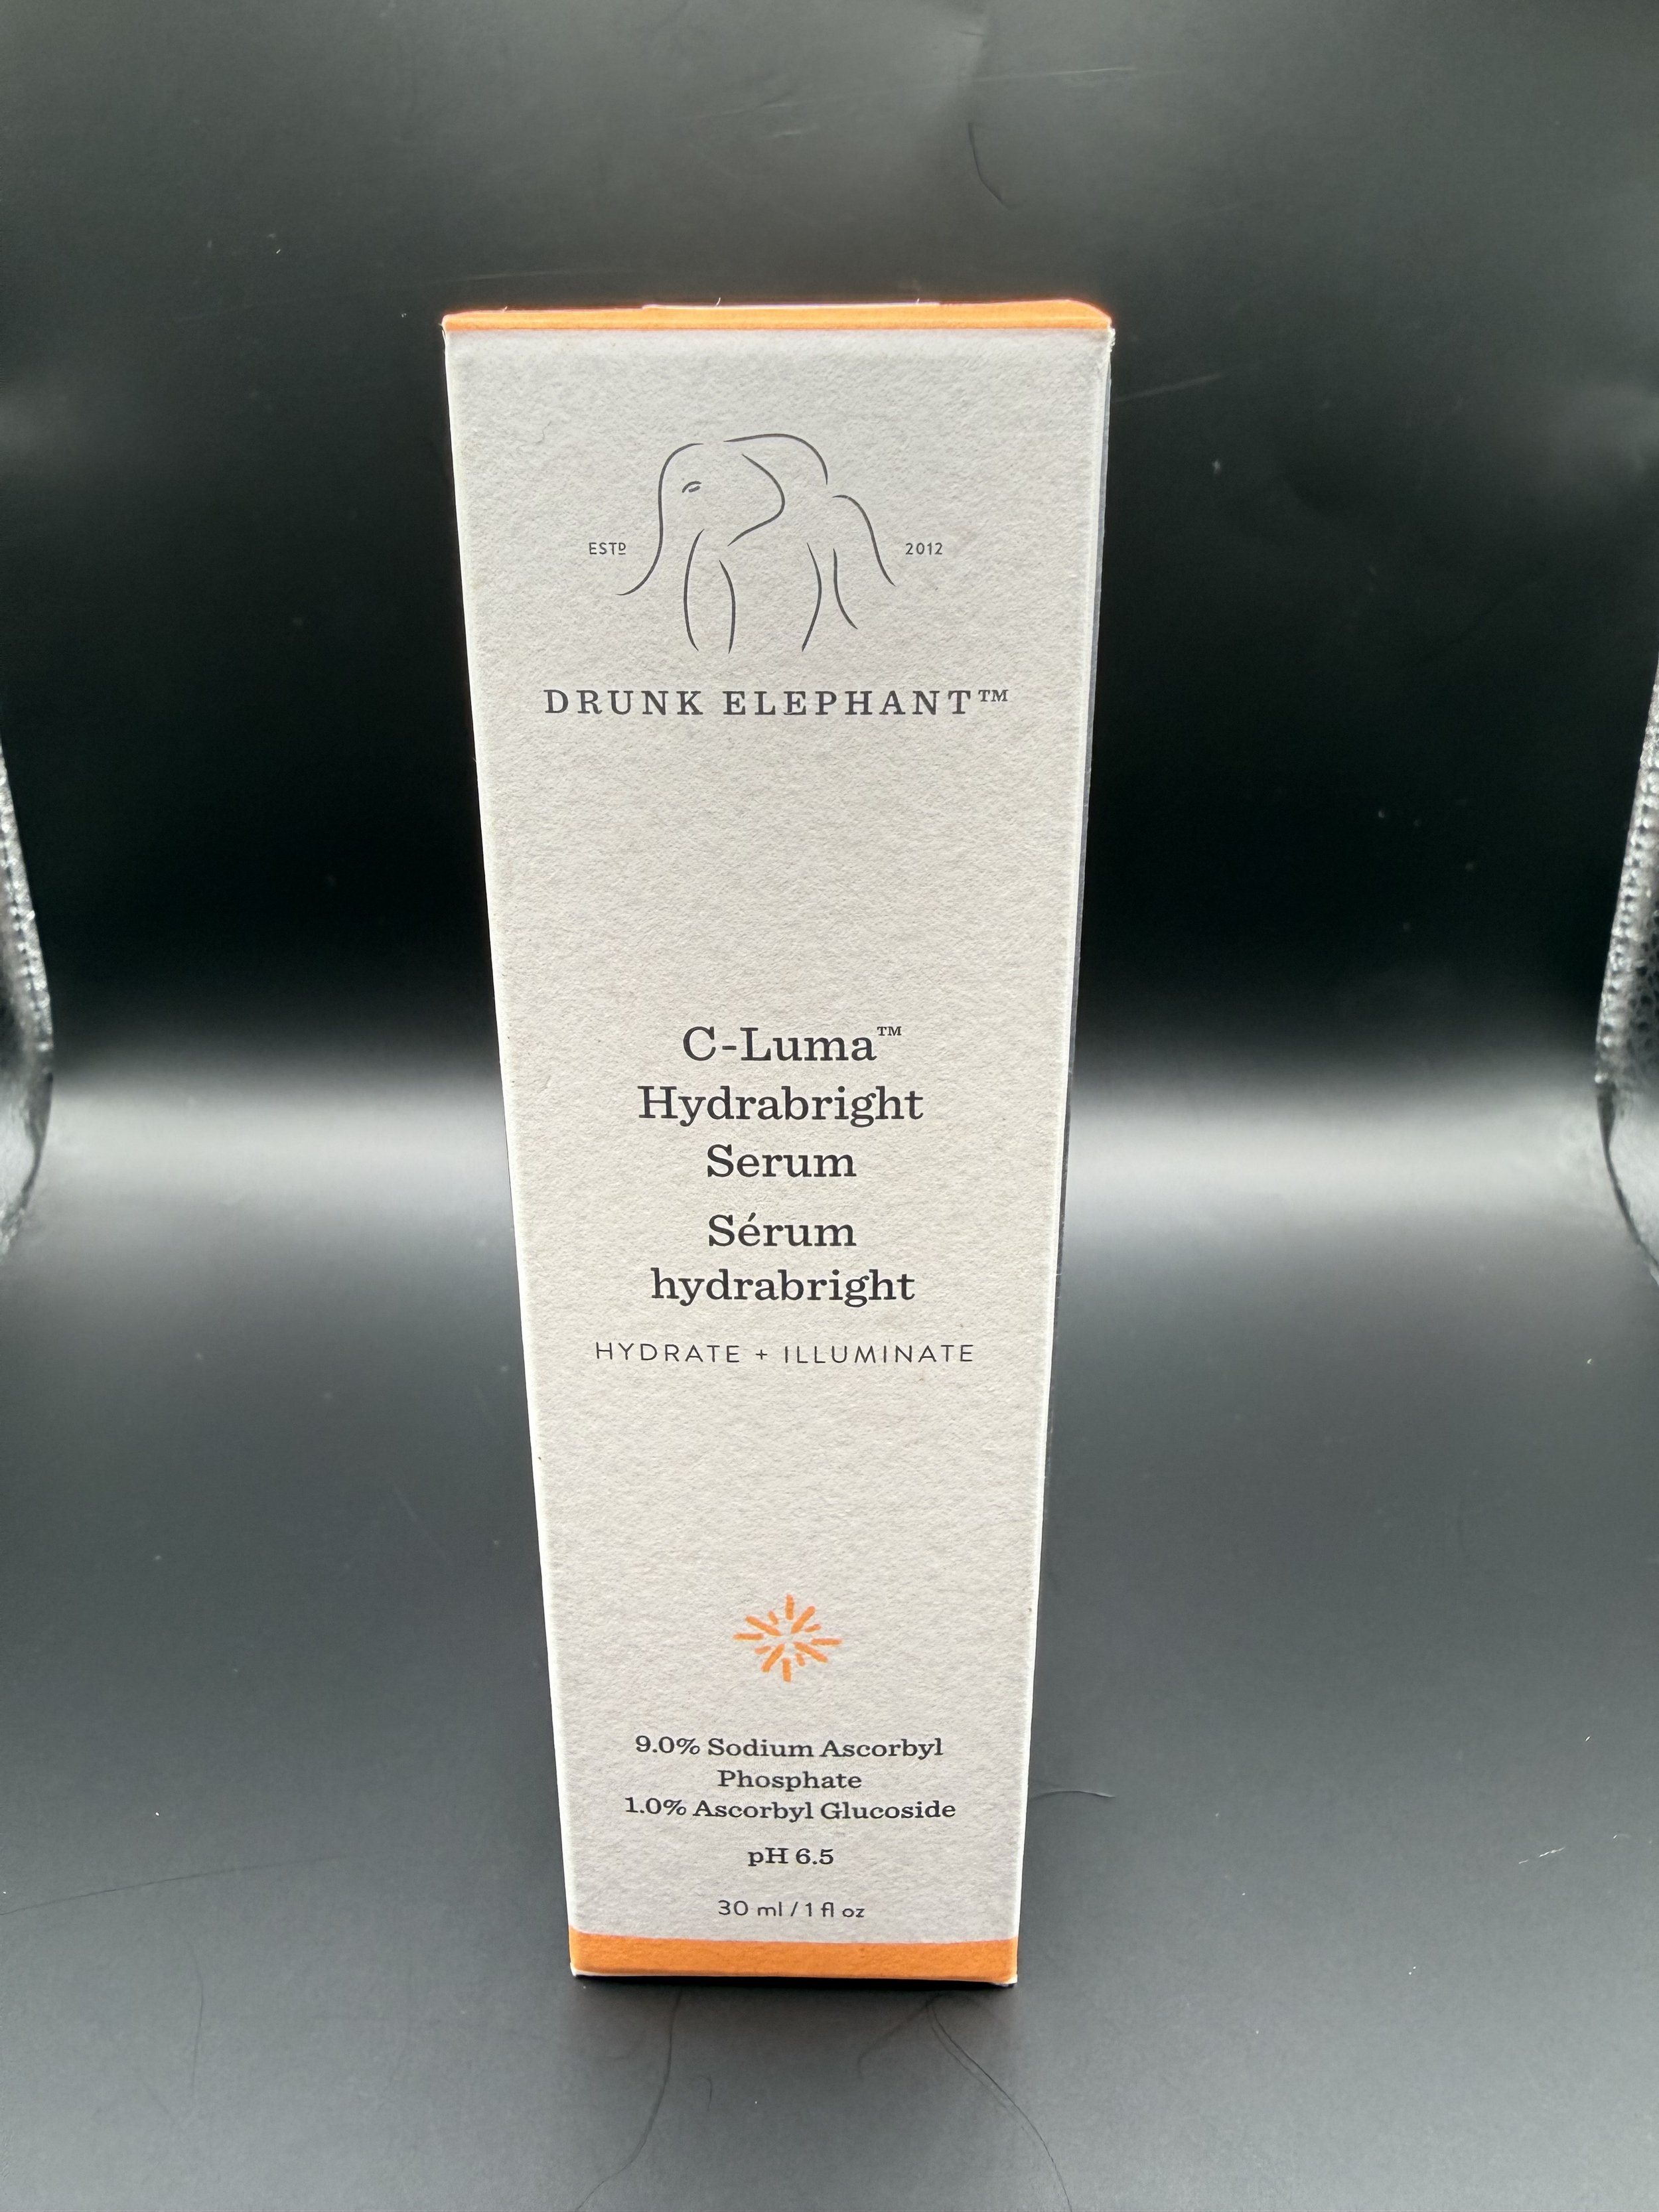 ESTD 2012
DRUNK ELEPHANT™
C-Luma™
Hydrabright
Serum
Sérum
hydrabright
HYDRATE + ILLUMINATE
9.0% Sodium Ascorbyl
Phosphate
1.0% Ascorbyl Glucoside
pH 6.5
30 ml / 1 fl oz